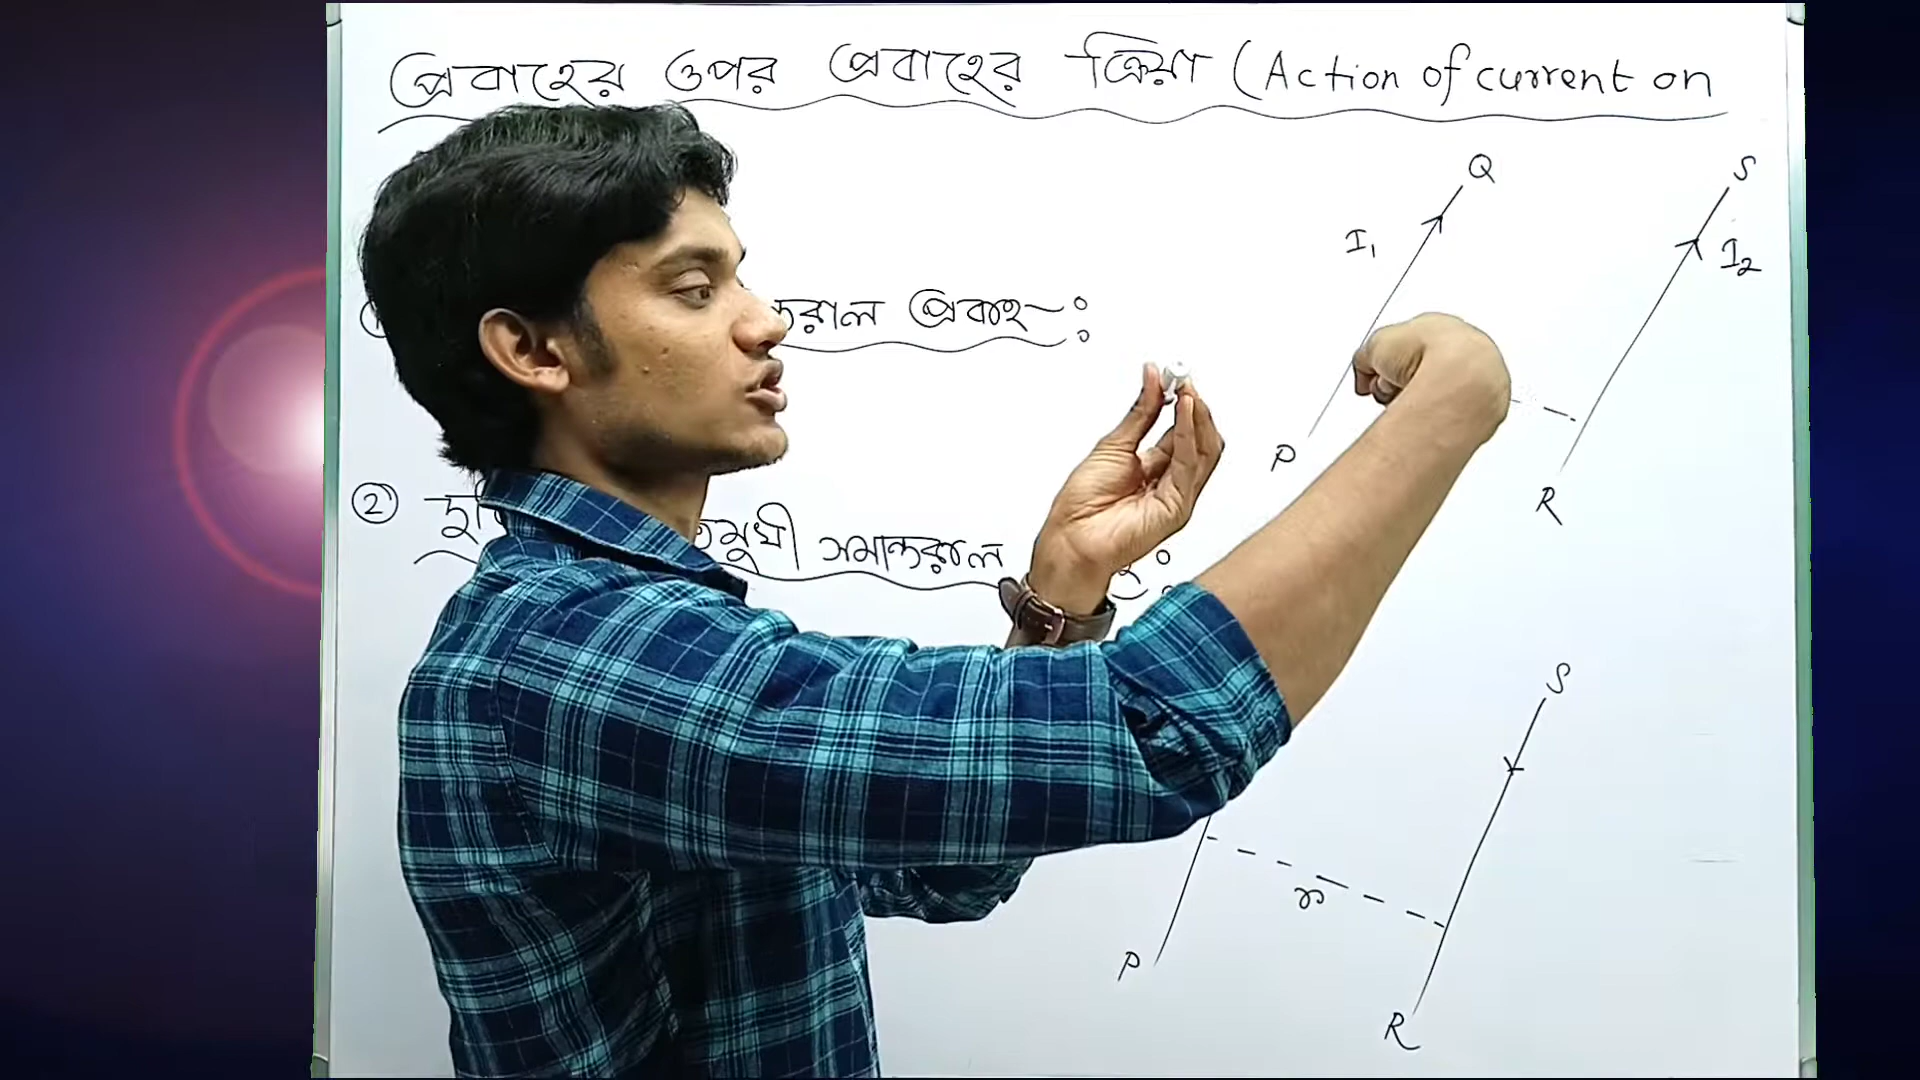 প্রবাহের ওপর প্রবাহের ক্রিয়া (Action of current on
Q
S
I₁
I₂
প্রবাহ :
P
R
②
সমান্তরাল
S
r
P
R